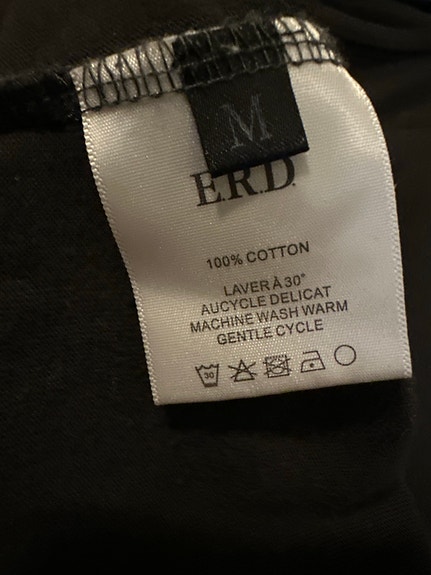 M
E.R.D.
100% COTTON
LAVER À 30°
AUCYCLE DELICAT
MACHINE WASH WARM
GENTLE CYCLE
30